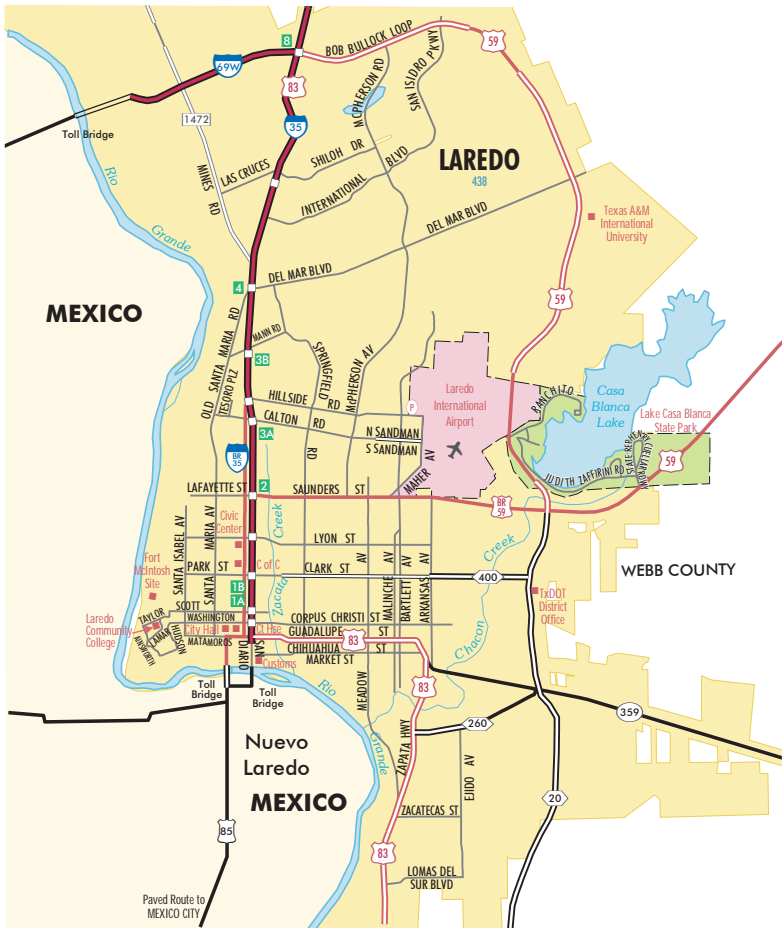 8
BOB BULLOCK LOOP
59
69W
83
MCPHERSON RD
SAN ISIDRO PKWY
1472
35
Toll Bridge
Rio
Grande
MINES RD
LAS CRUCES
SHILOH DR
INTERNATIONAL BLVD
LAREDO
438
DEL MAR BLVD
Texas A&M
International
University
DEL MAR BLVD
4
59
MEXICO
OLD SANTA MARIA RD
MANN RD
TESORO PLZ
3B
SPRINGFIELD
RD
McPHERSON AV
HILLSIDE RD
CALTON RD
3A
P
Laredo
International
Airport
N SANDMAN
S SANDMAN
MAHER
AV
RANCHITO
Casa
Blanca
Lake
Lake Casa Blanca
State Park
JUDITH ZAFFIRINI RD
59
BR
35
LAFAYETTE ST
2
SAUNDERS ST
BR
59
Civic
Center
Creek
LYON ST
SANTA ISABEL AV
SANTA MARIA AV
Fort
McIntosh
Site
PARK ST
C of C
CLARK ST
AV
MALINCHE AV
BARTLETT AV
ARKANSAS AV
400
Creek
WEBB COUNTY
1B
1A
Zacata
TxDOT
District
Office
SCOTT
TAYLOR
WASHINGTON
CORPUS CHRISTI ST
Laredo
Community
College
LAMAR
HUDSON
AINSWORTH
City Hall
Ct Hse
GUADALUPE ST
83
MATAMOROS
CHIHUAHUA ST
Chacon
SAN
DARIO
Customs
MARKET ST
Toll
Bridge
Toll
Bridge
Rio
Grande
MEADOW
83
359
Nuevo
Laredo
MEXICO
ZAPATA HWY
260
EJIDO AV
20
85
ZACATECAS ST
83
LOMAS DEL
SUR BLVD
Paved Route to
MEXICO CITY